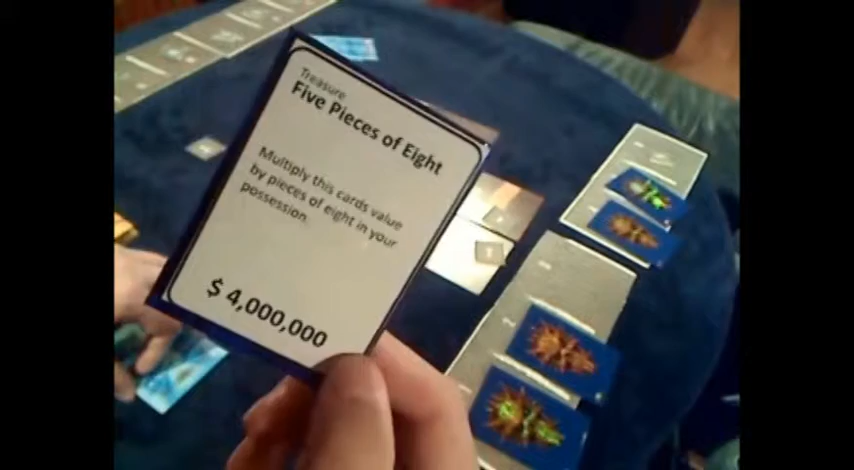 Treasure
Five Pieces of Eight
Multiply this cards value
by pieces of eight in your
possession.
$ 4,000,000